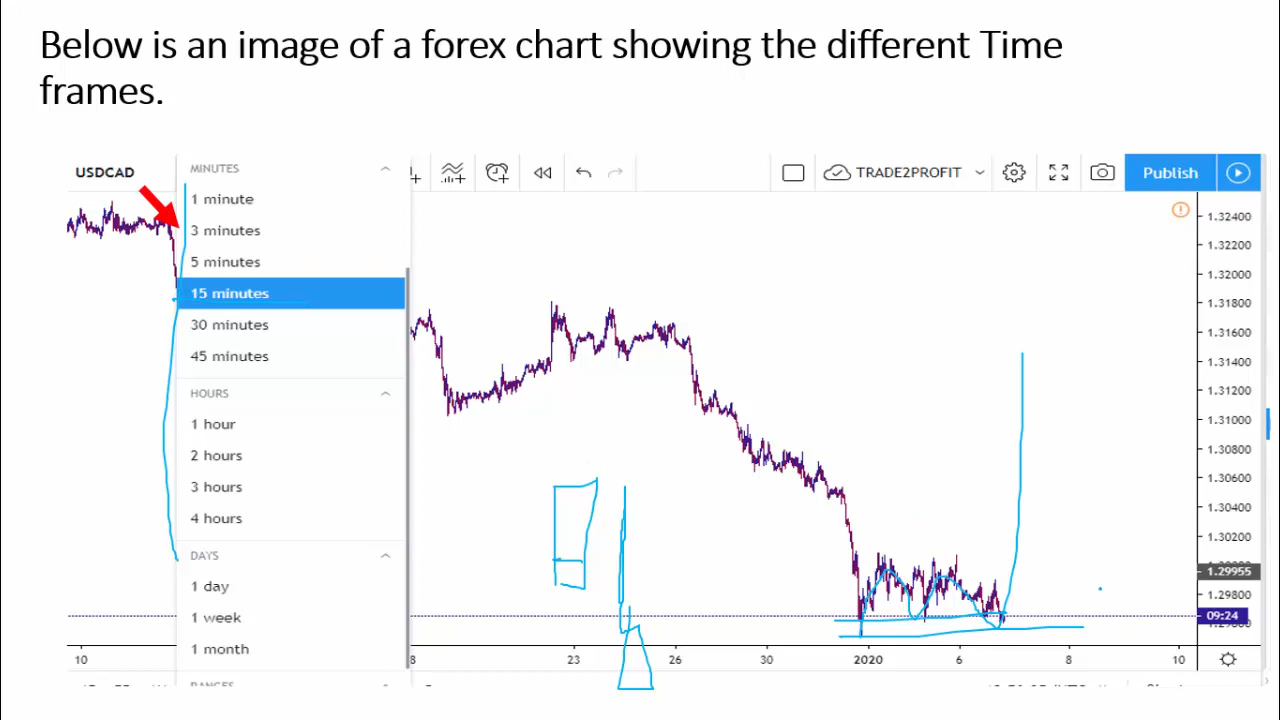 Below is an image of a forex chart showing the different Time
frames.
USDCAD
TRADE2PROFIT
Publish
MINUTES
1 minute
3 minutes
5 minutes
15 minutes
30 minutes
45 minutes
HOURS
1 hour
2 hours
3 hours
4 hours
DAYS
1 day
1 week
1 month
RANGES
1.32400
1.32200
1.32000
1.31800
1.31600
1.31400
1.31200
1.31000
1.30800
1.30600
1.30400
1.30200
1.29955
1.29800
09:24
10
8
23
26
30
2020
6
8
10